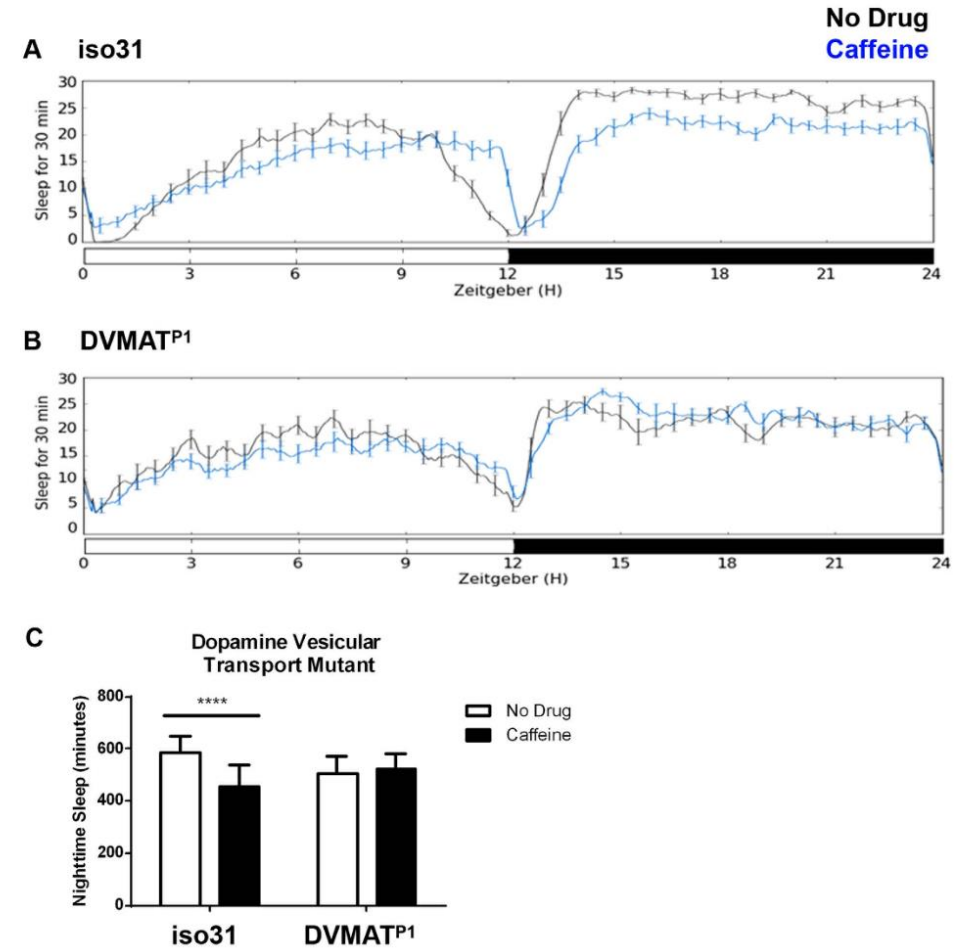 No Drug
Caffeine
A iso31
30
25
20
15
10
5
0
Sleep for 30 min
0 3 6 9 12 15 18 21 24
Zeitgeber (H)
B DVMATP1
30
25
20
15
10
5
0
Sleep for 30 min
0 3 6 9 12 15 18 21 24
Zeitgeber (H)
C
Dopamine Vesicular
Transport Mutant
800
600
400
200
0
Nighttime Sleep (minutes)
****
No Drug
Caffeine
iso31 DVMATP1